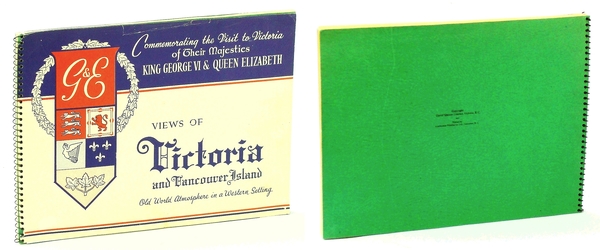 G&E
Commemorating the Visit to Victoria
of Their Majesties
KING GEORGE VI & QUEEN ELIZABETH
VIEWS OF
Victoria
and Vancouver Island
Old World Atmosphere in a Western Setting.